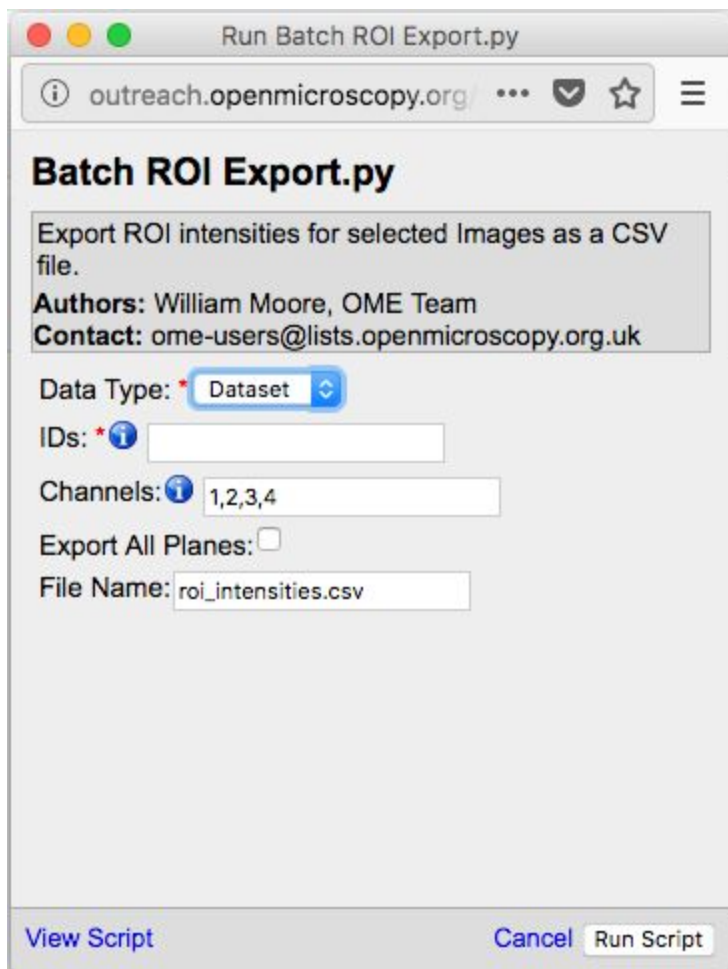 Run Batch ROI Export.py
outreach.openmicroscopy.org/
Batch ROI Export.py
Export ROI intensities for selected Images as a CSV
file.
Authors: William Moore, OME Team
Contact: ome-users@lists.openmicroscopy.org.uk
Data Type: * Dataset
IDs: *
Channels: 1,2,3,4
Export All Planes:
File Name: roi_intensities.csv
View Script Cancel Run Script